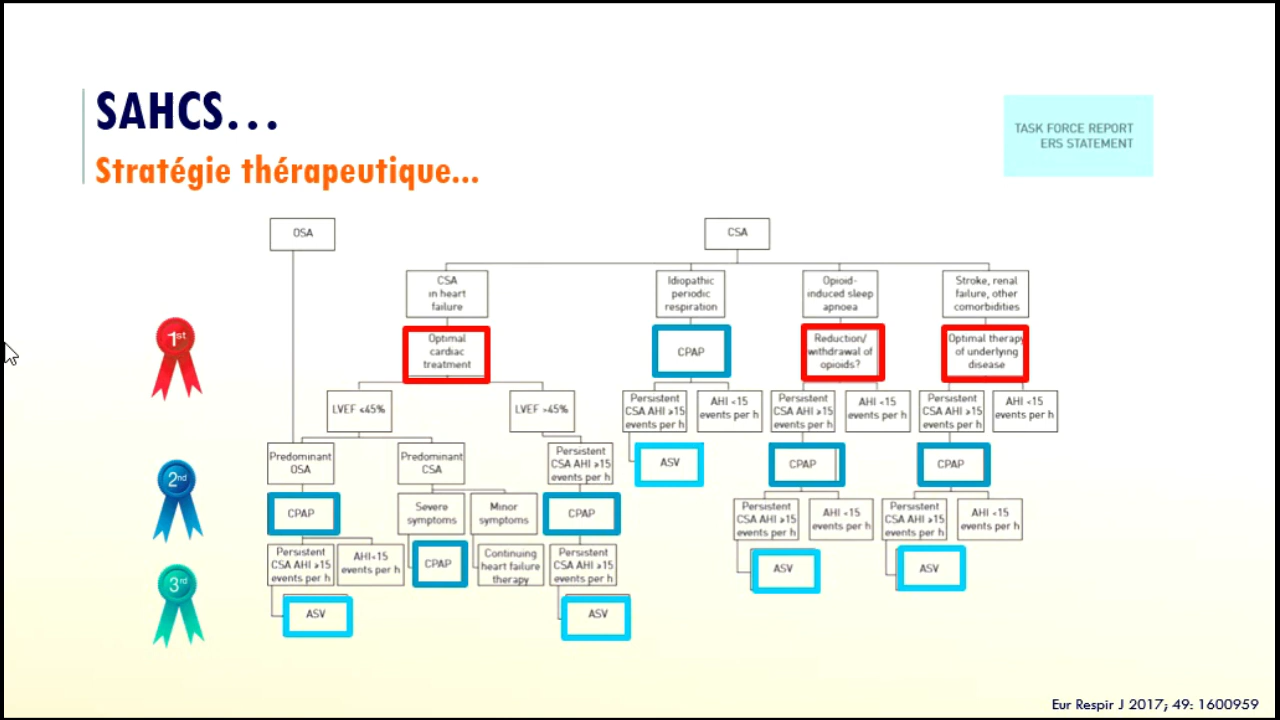 SAHCS...
Stratégie thérapeutique...
TASK FORCE REPORT
ERS STATEMENT
OSA
CSA
CSA
in heart
failure
Idiopathic
periodic
respiration
Opioid-
induced sleep
apnoea
Stroke, renal
failure, other
comorbidities
1st
Optimal
cardiac
treatment
CPAP
Reduction/
withdrawal of
opioids?
Optimal therapy
of underlying
disease
LVEF <45%
LVEF >45%
Persistent
CSA AHI ≥15
events per h
AHI <15
events per h
Persistent
CSA AHI ≥15
events per h
AHI <15
events per h
Persistent
CSA AHI ≥15
events per h
AHI <15
events per h
Predominant
OSA
Predominant
CSA
Persistent
CSA AHI ≥15
events per h
ASV
CPAP
CPAP
2nd
CPAP
Severe
symptoms
Minor
symptoms
CPAP
Persistent
CSA AHI ≥15
events per h
AHI <15
events per h
Persistent
CSA AHI ≥15
events per h
AHI <15
events per h
3rd
Persistent
CSA AHI ≥15
events per h
AHI<15
events per h
CPAP
Continuing
heart failure
therapy
Persistent
CSA AHI ≥15
events per h
ASV
ASV
ASV
ASV
Eur Respir J 2017; 49: 1600959